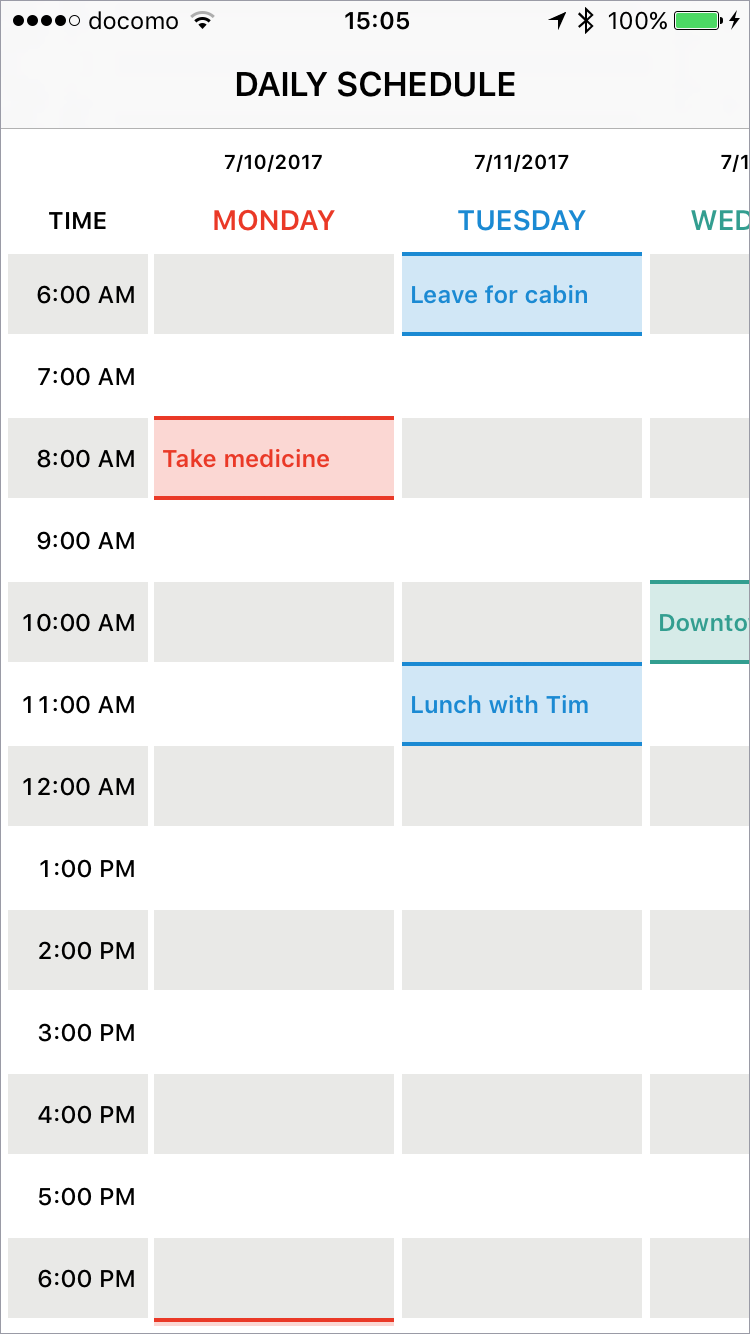 docomo 15:05 100%
DAILY SCHEDULE
7/10/2017 7/11/2017 7/1
TIME MONDAY TUESDAY WED
6:00 AM Leave for cabin
7:00 AM
8:00 AM Take medicine
9:00 AM
10:00 AM Downto
11:00 AM Lunch with Tim
12:00 AM
1:00 PM
2:00 PM
3:00 PM
4:00 PM
5:00 PM
6:00 PM